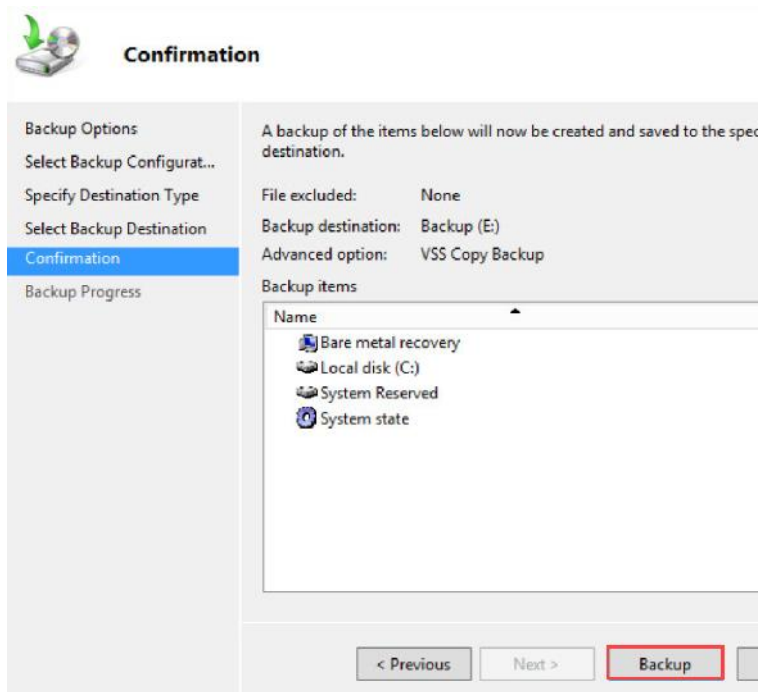 Confirmation
Backup Options
Select Backup Configurat...
Specify Destination Type
Select Backup Destination
Confirmation
Backup Progress
A backup of the items below will now be created and saved to the
destination.
File excluded: None
Backup destination: Backup (E:)
Advanced option: VSS Copy Backup
Backup items
Name
Bare metal recovery
Local disk (C:)
System Reserved
System state
< Previous Next > Backup